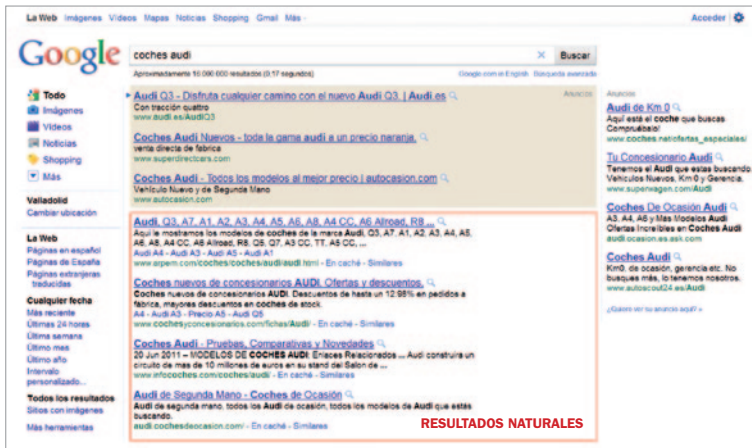 La Web Imágenes Vídeos Mapas Noticias Shopping Gmail Más
Acceder
Google
coches audi
Buscar
Aproximadamente 16 000 000 resultados (0,17 segundos)
Google.com in English Búsqueda avanzada
Todo
Imágenes
Vídeos
Noticias
Shopping
Más
Valladolid
Cambiar ubicación
La Web
Páginas en español
Páginas de España
Páginas extranjeras
traducidas
Cualquier fecha
Más reciente
Últimas 24 horas
Última semana
Último mes
Último año
Intervalo
personalizado...
Todos los resultados
Sitios con imágenes
Más herramientas
Audi Q3 - Disfruta cualquier camino con el nuevo Audi Q3. | Audi.es
Anuncios
Con tracción quattro
www.audi.es/AudiQ3
Coches Audi Nuevos - toda la gama audi a un precio naranja.
venta directa de fabrica
www.superdirectcars.com
Coches Audi - Todos los modelos al mejor precio | autocasion.com
Vehículo Nuevo y de Segunda Mano
www.autocasion.com
Audi, Q3, A7, A1, A2, A3, A4, A5, A6, A8, A4 CC, A6 Allroad, R8 ...
Aquí le mostramos los modelos de coches de la marca Audi, Q3, A7, A1, A2, A3, A4, A5,
A6, A8, A4 CC, A6 Allroad, R8, Q5, Q7, A3 CC, TT, A5 CC, ...
Audi A4 - Audi A3 - Audi A5 - Audi A1
www.arpem.com/coches/coches/audi/audi.html - En caché - Similares
Coches nuevos de concesionarios AUDI. Ofertas y descuentos.
Coches nuevos de concesionarios AUDI. Descuentos de hasta un 12.98% en pedidos a
fábrica, mayores descuentos en coches de stock.
A4 - Audi A3 - Precio A5 - Audi Q5
www.cochesyconcesionarios.com/fichas/Audi/ - En caché - Similares
Coches Audi - Pruebas, Comparativas y Novedades
20 Jun 2011 – MODELOS DE COCHES AUDI: Enlaces Relacionados ... Audi construira un
circuito de mas de 10 millones de euros en su stand del Salon de ...
www.infocoches.com/coches/audi/ - En caché - Similares
Audi de Segunda Mano - Coches de Ocasión
Audi de segunda mano, todos los Audi de ocasión, todos los modelos de Audi que estás
buscando.
audi.cochesdeocasion.com/ - En caché - Similares
RESULTADOS NATURALES
Anuncios
Audi de Km 0
Aquí está el coche que buscas
Compruébalo!
www.coches.net/ofertas_especiales/
Tu Concesionario Audi
Tenemos el Audi que estas buscando
Vehiculos Nuevos, Km 0 y Gerencia.
www.superwagen.com/Audi
Coches De Ocasión Audi
A3, A4, A6 y Más Modelos Audi
Ofertas Increíbles en Coches Audi
audi.ocasion.es.ask.com
Coches Audi
Km0, de ocasión, gerencia etc. No
busques más, lo tenemos nosotros.
www.autoscout24.es/Audi
¿Quiere ver su anuncio aquí? »